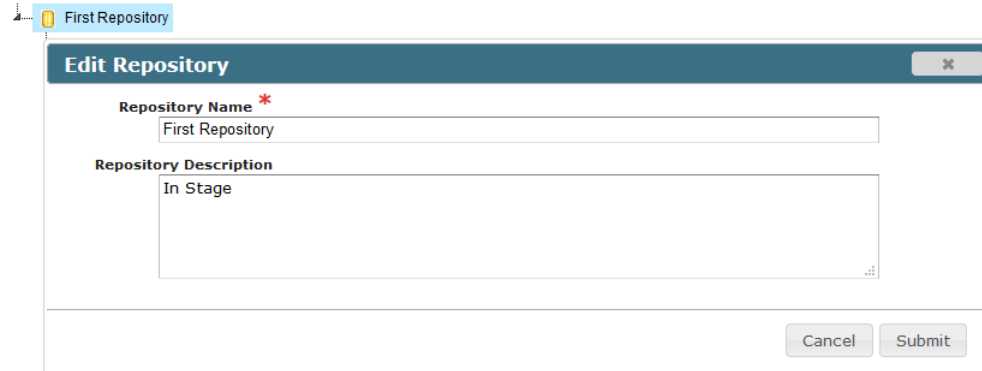 First Repository
Edit Repository
Repository Name *
First Repository
Repository Description
In Stage
Cancel Submit